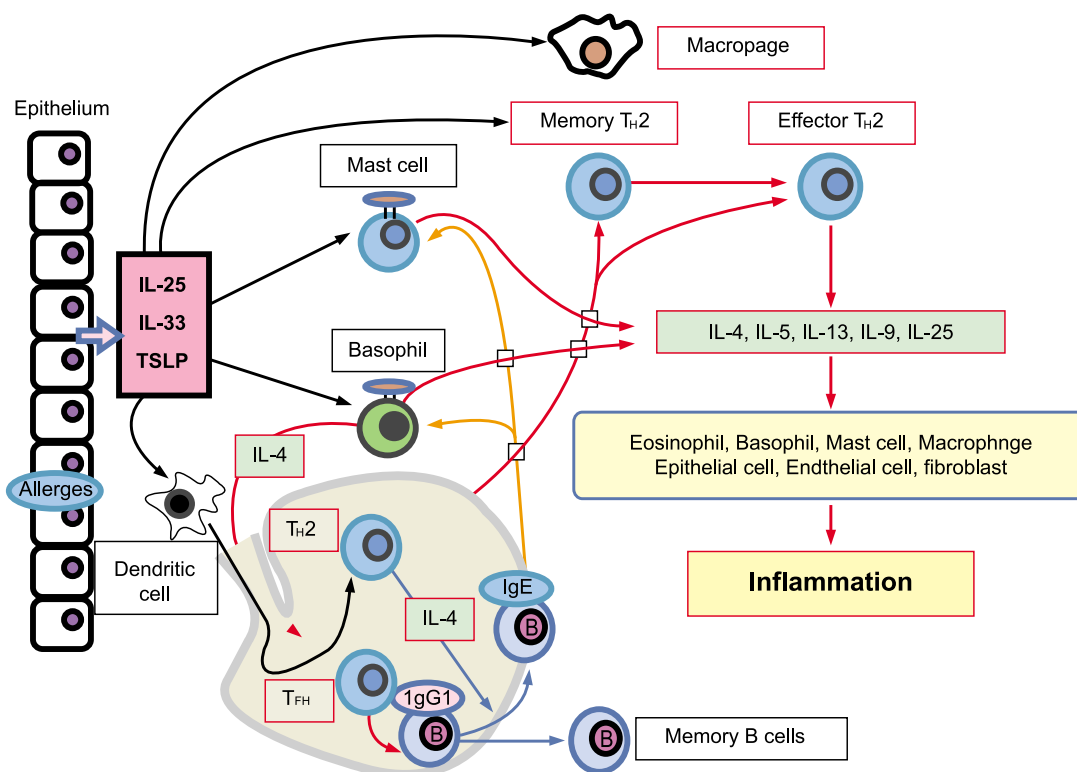 Macropage
Epithelium
Memory TH2
Effector TH2
Mast cell
IL-25
IL-33
TSLP
IL-4, IL-5, IL-13, IL-9, IL-25
Basophil
Eosinophil, Basophil, Mast cell, Macrophnge
Epithelial cell, Endthelial cell, fibroblast
IL-4
Allerges
TH2
Dendritic
cell
IgE
Inflammation
IL-4
B
TFH
1gG1
B
B
Memory B cells